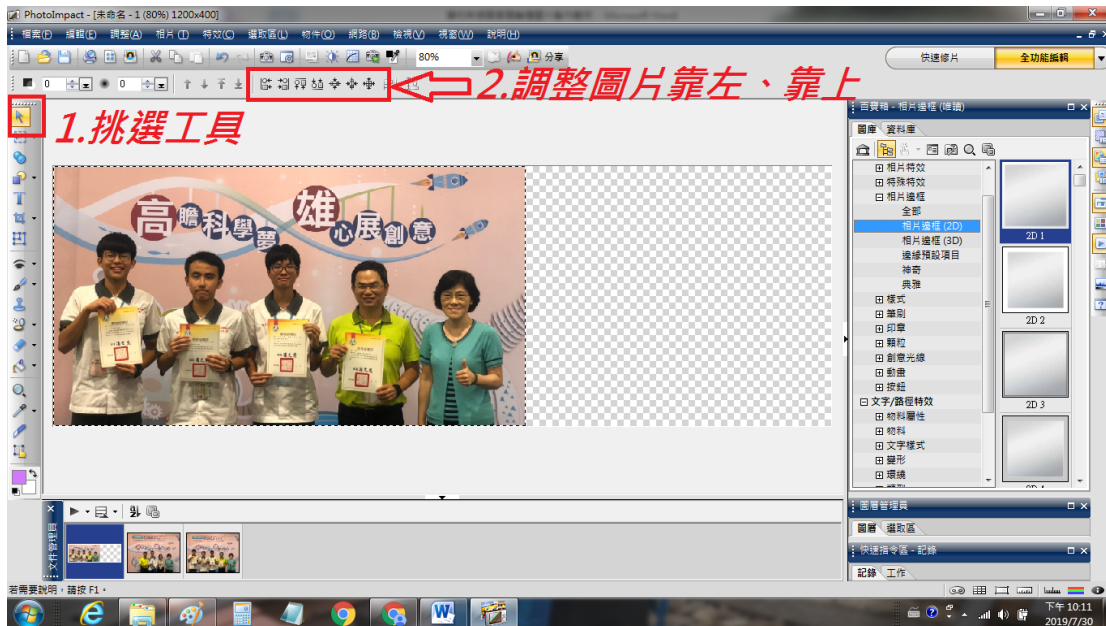 PhotoImpact - [未命名 - 1 (80%) 1200x400]
檔案(F) 編輯(E) 調整(A) 相片(I) 特效(C) 選取區(L) 物件(O) 網路(B) 檢視(V) 視窗(W) 說明(H)
80% 分享 快速修片 全功能編輯
0 0
2.調整圖片靠左、靠上
1.挑選工具
百寶箱 - 相片邊框 (唯讀)
圖庫 資料庫
相片特效
特殊特效
相片邊框
全部
相片邊框 (2D)
相片邊框 (3D)
邊緣預設項目
神奇
典雅
樣式
筆刷
印章
顆粒
創意光線
動畫
按鈕
文字/路徑特效
物料屬性
物料
文字樣式
變形
環繞
2D 1
2D 2
2D 3
高瞻科學夢 雄心展創意
圖層管理員
圖層 選取區
快速指令區 - 記錄
記錄 工作
文件管理員
若需要說明,請按 F1。
下午 10:11
2019/7/30